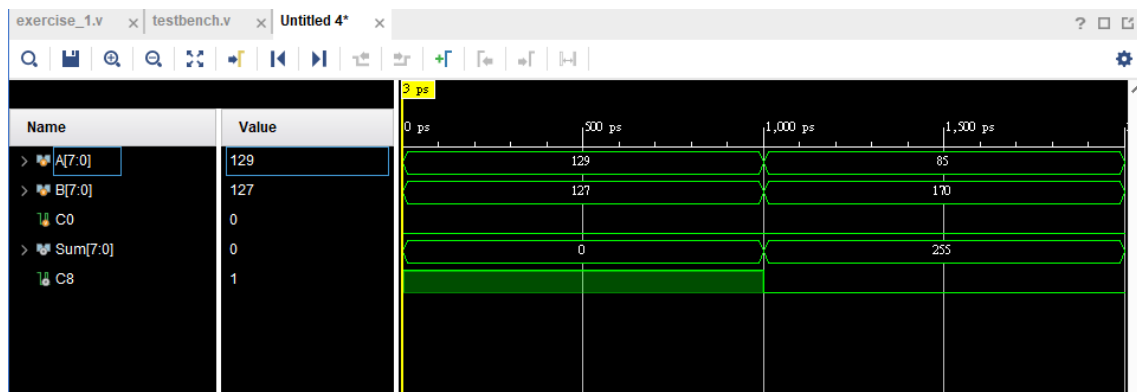 exercise_1.v × testbench.v × Untitled 4* × ?
3 ps
Name Value 0 ps 500 ps 1,000 ps 1,500 ps
A[7:0] 129 129 85
B[7:0] 127 127 170
C0 0
Sum[7:0] 0 0 255
C8 1